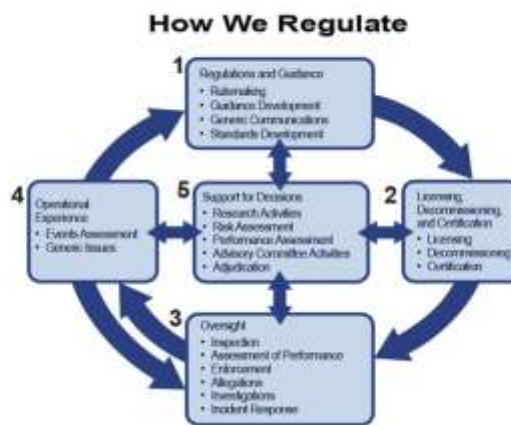 How We Regulate
1
Regulations and Guidance
• Rulemaking
• Guidance Development
• Generic Communications
• Standards Development
4
Operational
Experience
• Events Assessment
• Generic Issues
5
Support for Decisions
• Research Activities
• Risk Assessment
• Performance Assessment
• Advisory Committee Activities
• Adjudication
2
Licensing,
Decommissioning,
and Certification
• Licensing
• Decommissioning
• Certification
3
Oversight
• Inspection
• Assessment of Performance
• Enforcement
• Allegations
• Investigations
• Incident Response